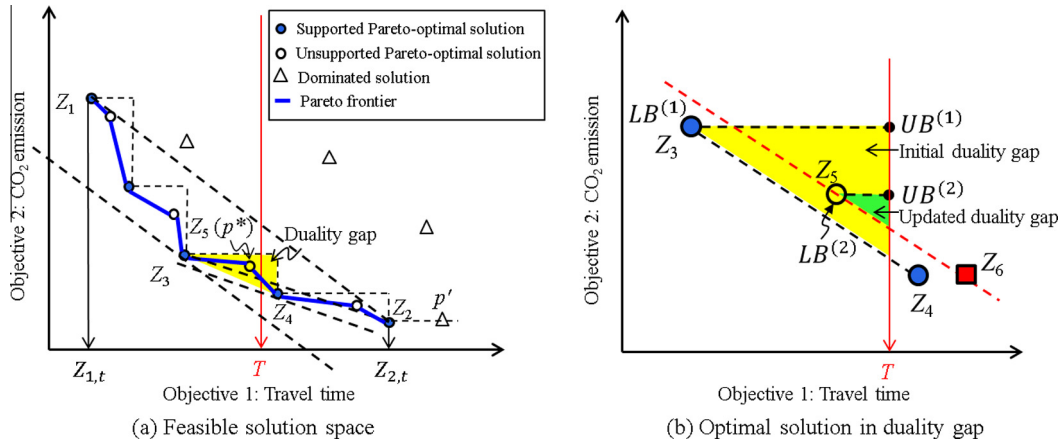 Objective 2: CO₂ emission
Supported Pareto-optimal solution
Unsupported Pareto-optimal solution
Dominated solution
Pareto frontier
Z₁
Z₅ (p*)
Duality gap
Z₃
Z₄
Z₂
p′
Z₁,ₜ
T
Z₂,ₜ
Objective 1: Travel time
(a) Feasible solution space
Objective 2: CO₂ emission
LB⁽¹⁾
UB⁽¹⁾
Z₃
Initial duality gap
Z₅
UB⁽²⁾
Updated duality gap
LB⁽²⁾
Z₆
Z₄
T
Objective 1: Travel time
(b) Optimal solution in duality gap